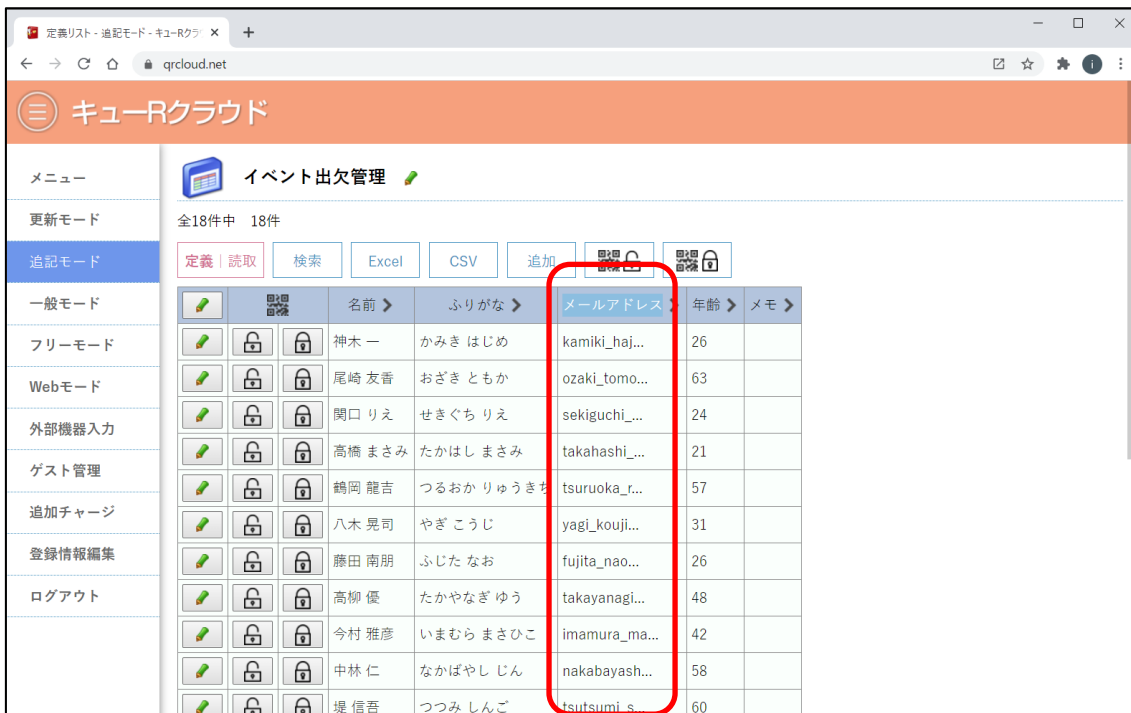 定義リスト - 追記モード - キューRクラ
qrcloud.net
i
キューRクラウド
メニュー
更新モード
追記モード
一般モード
フリーモード
Webモード
外部機器入力
ゲスト管理
追加チャージ
登録情報編集
ログアウト
イベント出欠管理
全18件中 18件
定義｜読取 検索 Excel CSV 追加
名前 ふりがな メールアドレス 年齢 メモ
神木 一 かみき はじめ kamiki_haj... 26
尾崎 友香 おざき ともか ozaki_tomo... 63
関口 りえ せきぐち りえ sekiguchi_... 24
高橋 まさみ たかはし まさみ takahashi_... 21
鶴岡 龍吉 つるおか りゅうきち tsuruoka_r... 57
八木 晃司 やぎ こうじ yagi_kouji... 31
藤田 南朋 ふじた なお fujita_nao... 26
高柳 優 たかやなぎ ゆう takayanagi... 48
今村 雅彦 いまむら まさひこ imamura_ma... 42
中林 仁 なかばやし じん nakabayash... 58
堤 信吾 つつみ しんご tsutsumi_s... 60